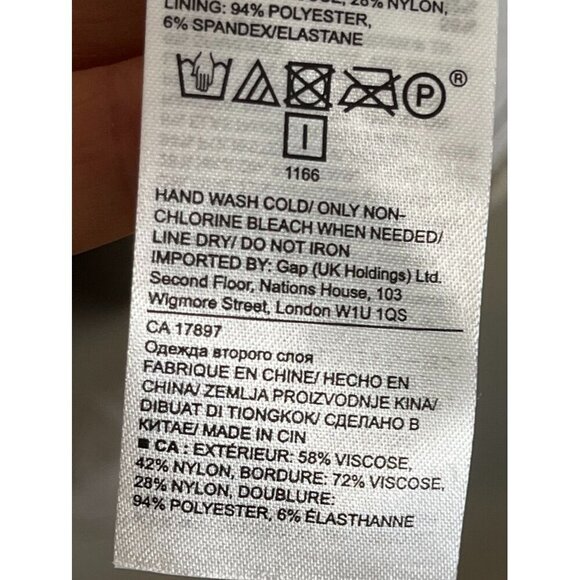 28% NYLON,
LINING: 94% POLYESTER,
6% SPANDEX/ELASTANE
P ®
I
1166
HAND WASH COLD/ ONLY NON-
CHLORINE BLEACH WHEN NEEDED/
LINE DRY/ DO NOT IRON
IMPORTED BY: Gap (UK Holdings) Ltd.
Second Floor, Nations House, 103
Wigmore Street, London W1U 1QS
CA 17897
Одежда второго слоя
FABRIQUE EN CHINE/ HECHO EN
CHINA/ ZEMLJA PROIZVODNJE KINA/
DIBUAT DI TIONGKOK/ СДЕЛАНО В
КИТАЕ/ MADE IN CIN
■ CA : EXTÉRIEUR: 58% VISCOSE,
42% NYLON, BORDURE: 72% VISCOSE,
28% NYLON, DOUBLURE:
94% POLYESTER, 6% ÉLASTHANNE